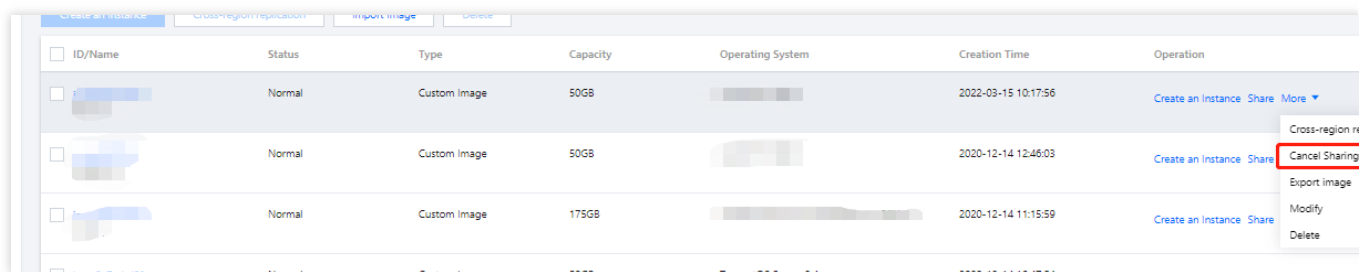 Create an Instance Cross-region replication Import Image Delete
ID/Name Status Type Capacity Operating System Creation Time Operation
Normal Custom Image 50GB 2022-03-15 10:17:56 Create an Instance Share More
Cross-region re
Normal Custom Image 50GB 2020-12-14 12:46:03 Create an Instance Share Cancel Sharing
Export image
Normal Custom Image 175GB 2020-12-14 11:15:59 Create an Instance Share Modify
Delete